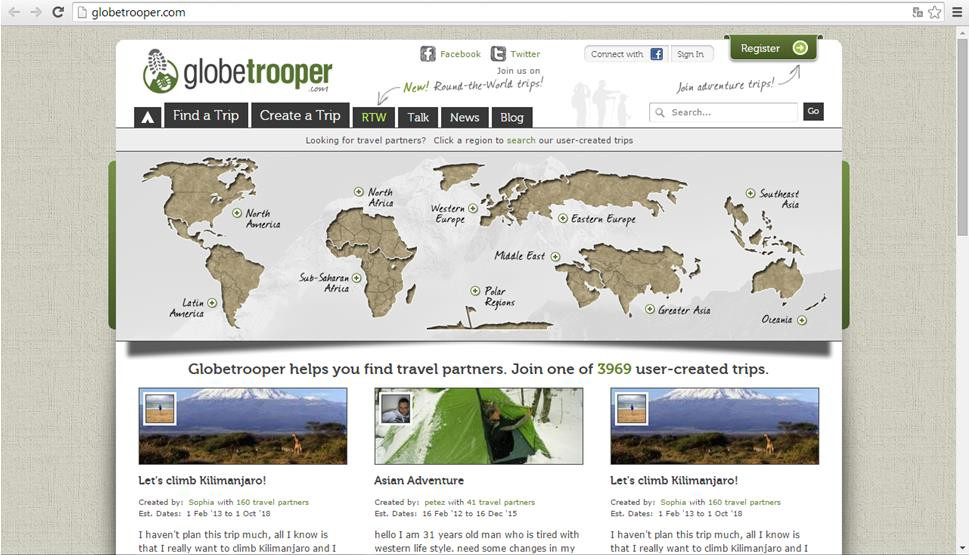 globetrooper.com
Facebook
Twitter
Connect with
Sign In
Register
globetrooper
.com
Join us on
New! Round-the-World trips!
Join adventure trips!
Find a Trip
Create a Trip
RTW
Talk
News
Blog
Search...
Go
Looking for travel partners? Click a region to search our user-created trips
North
America
Latin
America
North
Africa
Sub-Saharan
Africa
Western
Europe
Eastern Europe
Middle East
Polar
Regions
Greater Asia
Southeast
Asia
Oceania
Globetrooper helps you find travel partners. Join one of 3969 user-created trips.
Let's climb Kilimanjaro!
Created by: Sophia with 160 travel partners
Est. Dates: 1 Feb '13 to 1 Oct '18
I haven't plan this trip much, all I know is
that I really want to climb Kilimanjaro and I
Asian Adventure
Created by: petez with 41 travel partners
Est. Dates: 16 Feb '12 to 16 Dec '15
hello I am 31 years old man who is tired with
western life style. need some changes in my
Let's climb Kilimanjaro!
Created by: Sophia with 160 travel partners
Est. Dates: 1 Feb '13 to 1 Oct '18
I haven't plan this trip much, all I know is
that I really want to climb Kilimanjaro and I